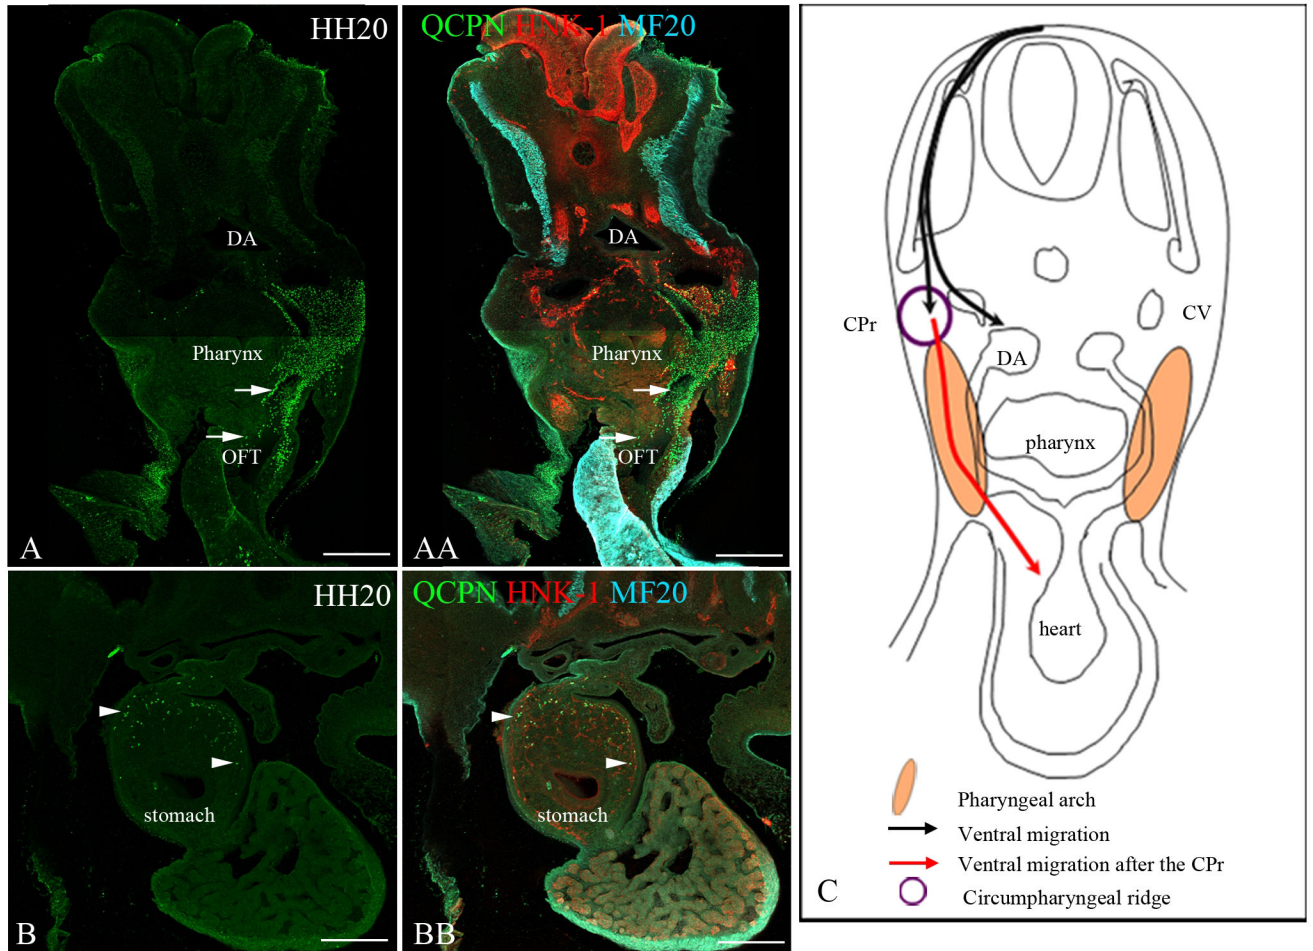 HH20
DA
Pharynx
OFT
A
QCPN HNK-1 MF20
DA
Pharynx
OFT
AA
HH20
stomach
B
QCPN HNK-1 MF20
stomach
BB
CPr
CV
DA
pharynx
heart
Pharyngeal arch
Ventral migration
Ventral migration after the CPr
Circumpharyngeal ridge
C